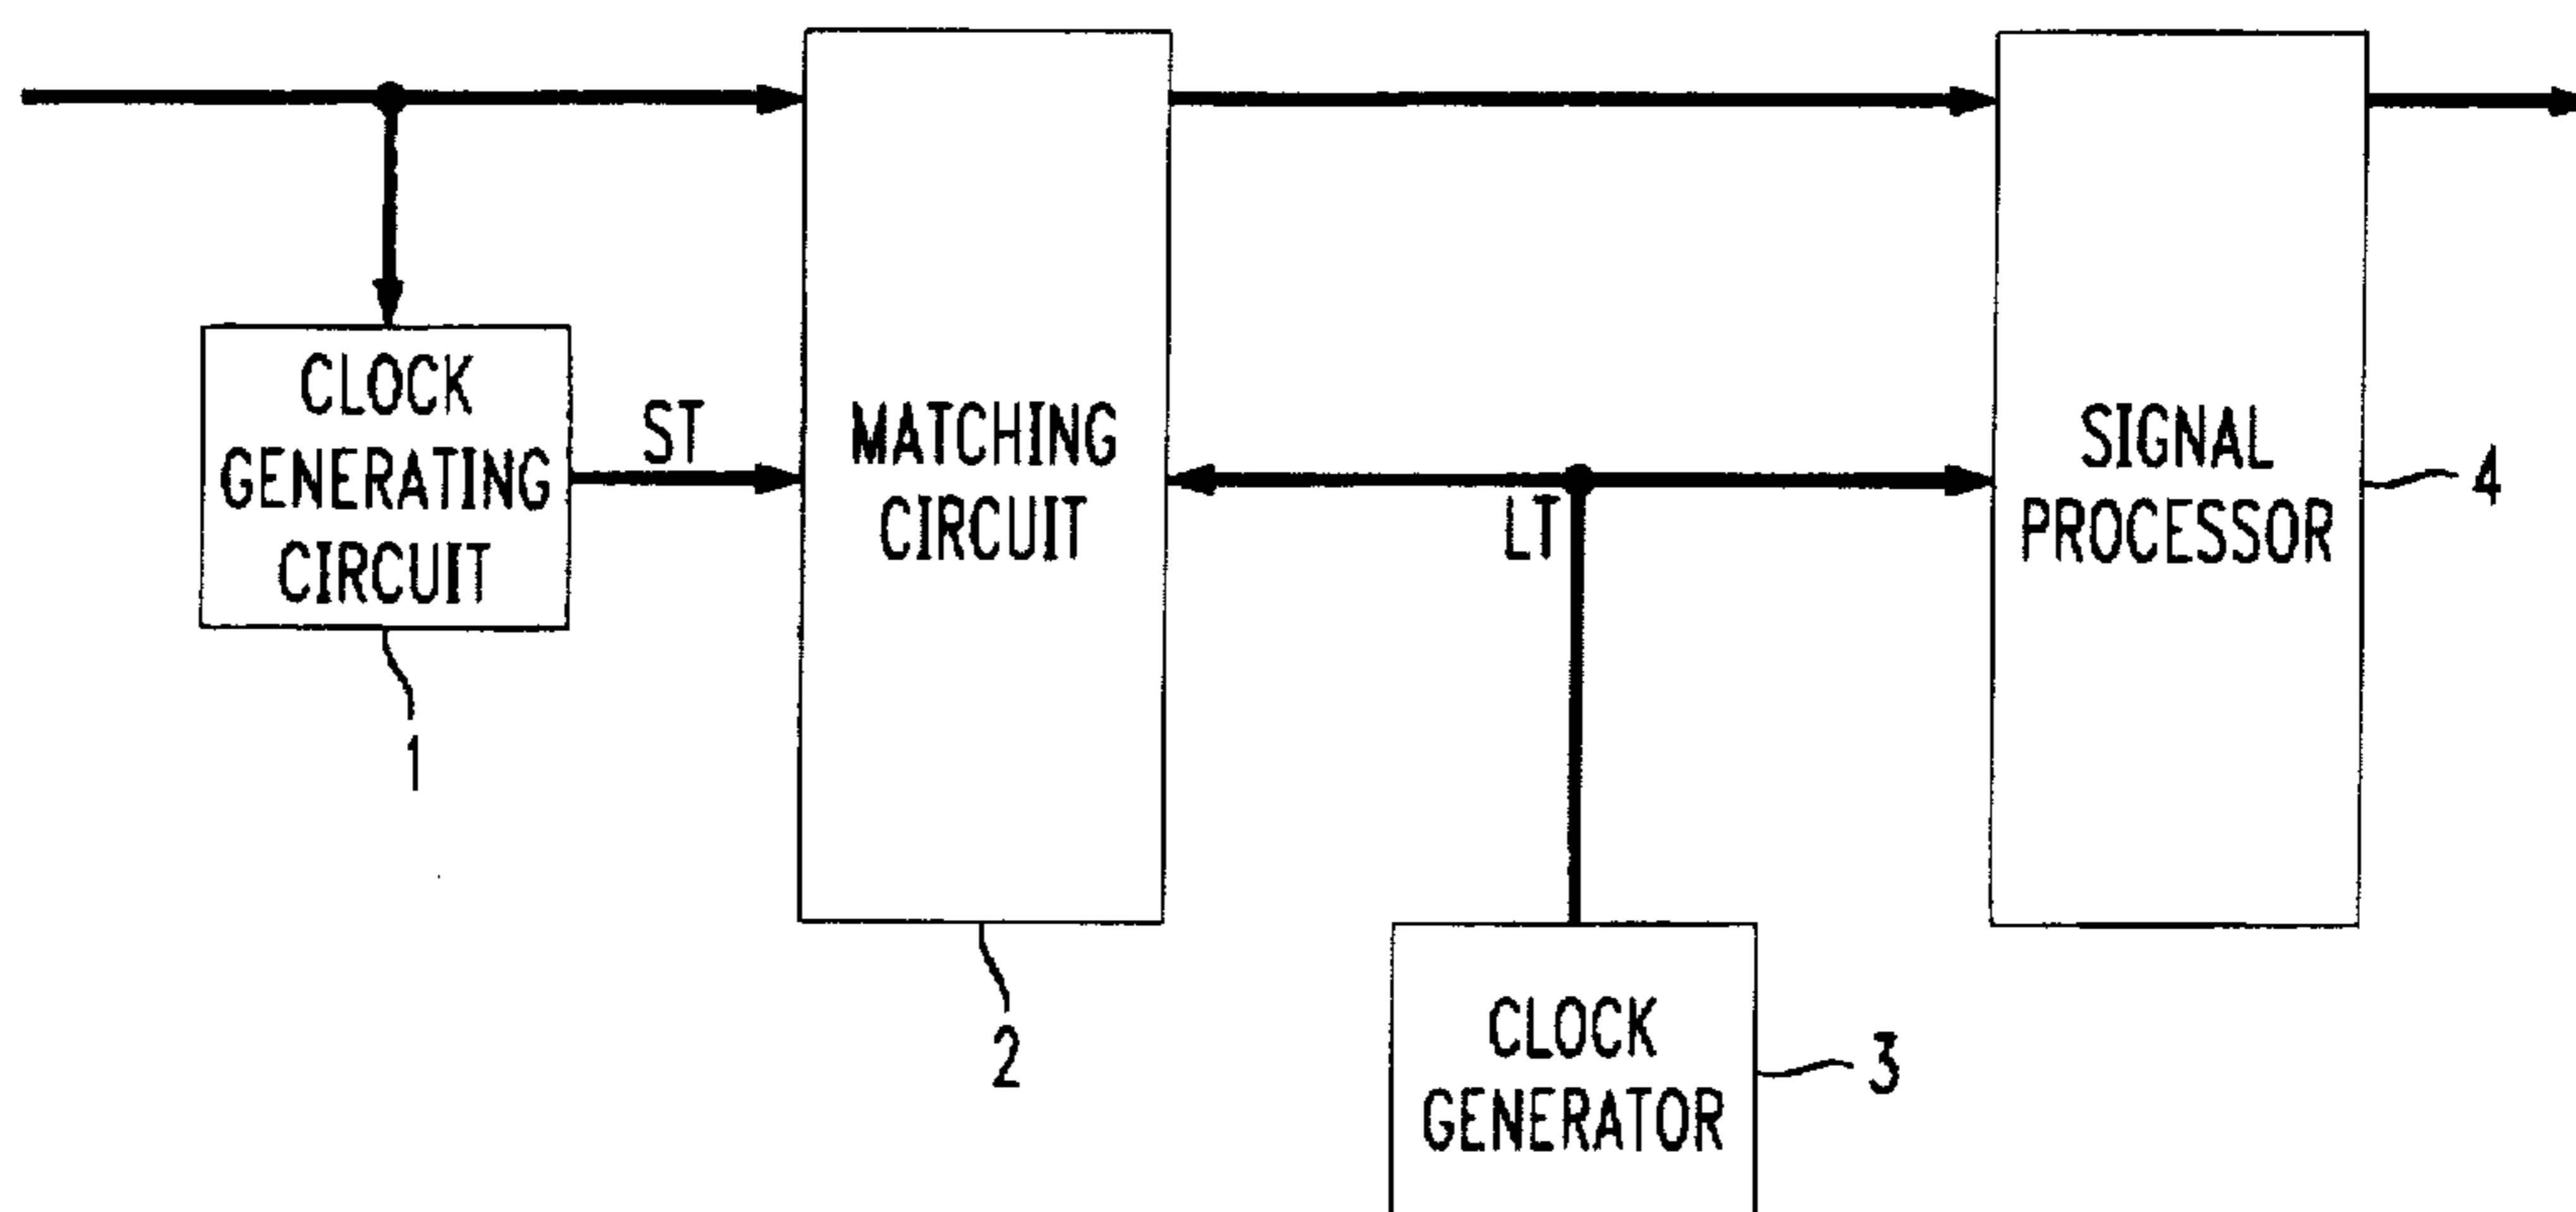 CLOCK
GENERATING
CIRCUIT
ST
MATCHING
CIRCUIT
LT
SIGNAL
PROCESSOR
4
1
2
CLOCK
GENERATOR
3